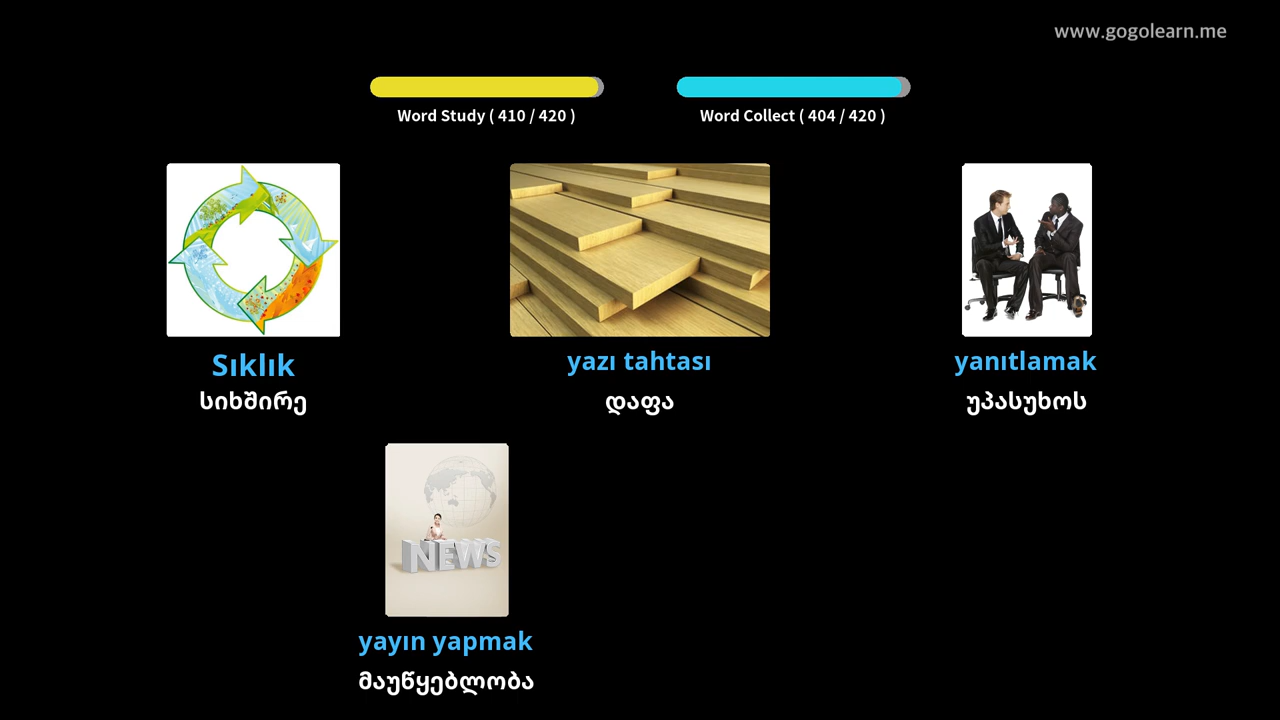 www.gogolearn.me
Word Study ( 410 / 420 )
Word Collect ( 404 / 420 )
Sıklık
სიხშირე
yazı tahtası
დაფა
yanıtlamak
უპასუხოს
NEWS
yayın yapmak
მაუწყებლობა